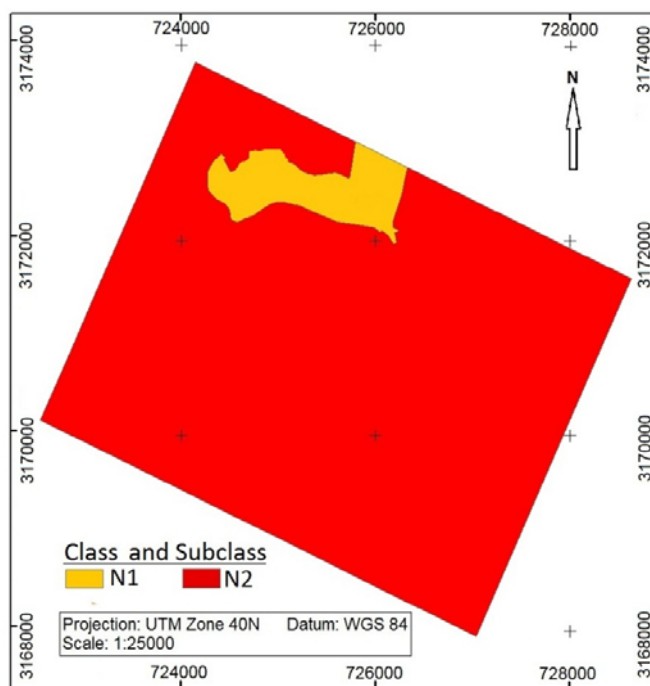 724000 726000 728000
3174000 3174000
N
3172000 3172000
3170000 3170000
Class and Subclass
N1 N2
Projection: UTM Zone 40N Datum: WGS 84
Scale: 1:25000
3168000 3168000
724000 726000 728000